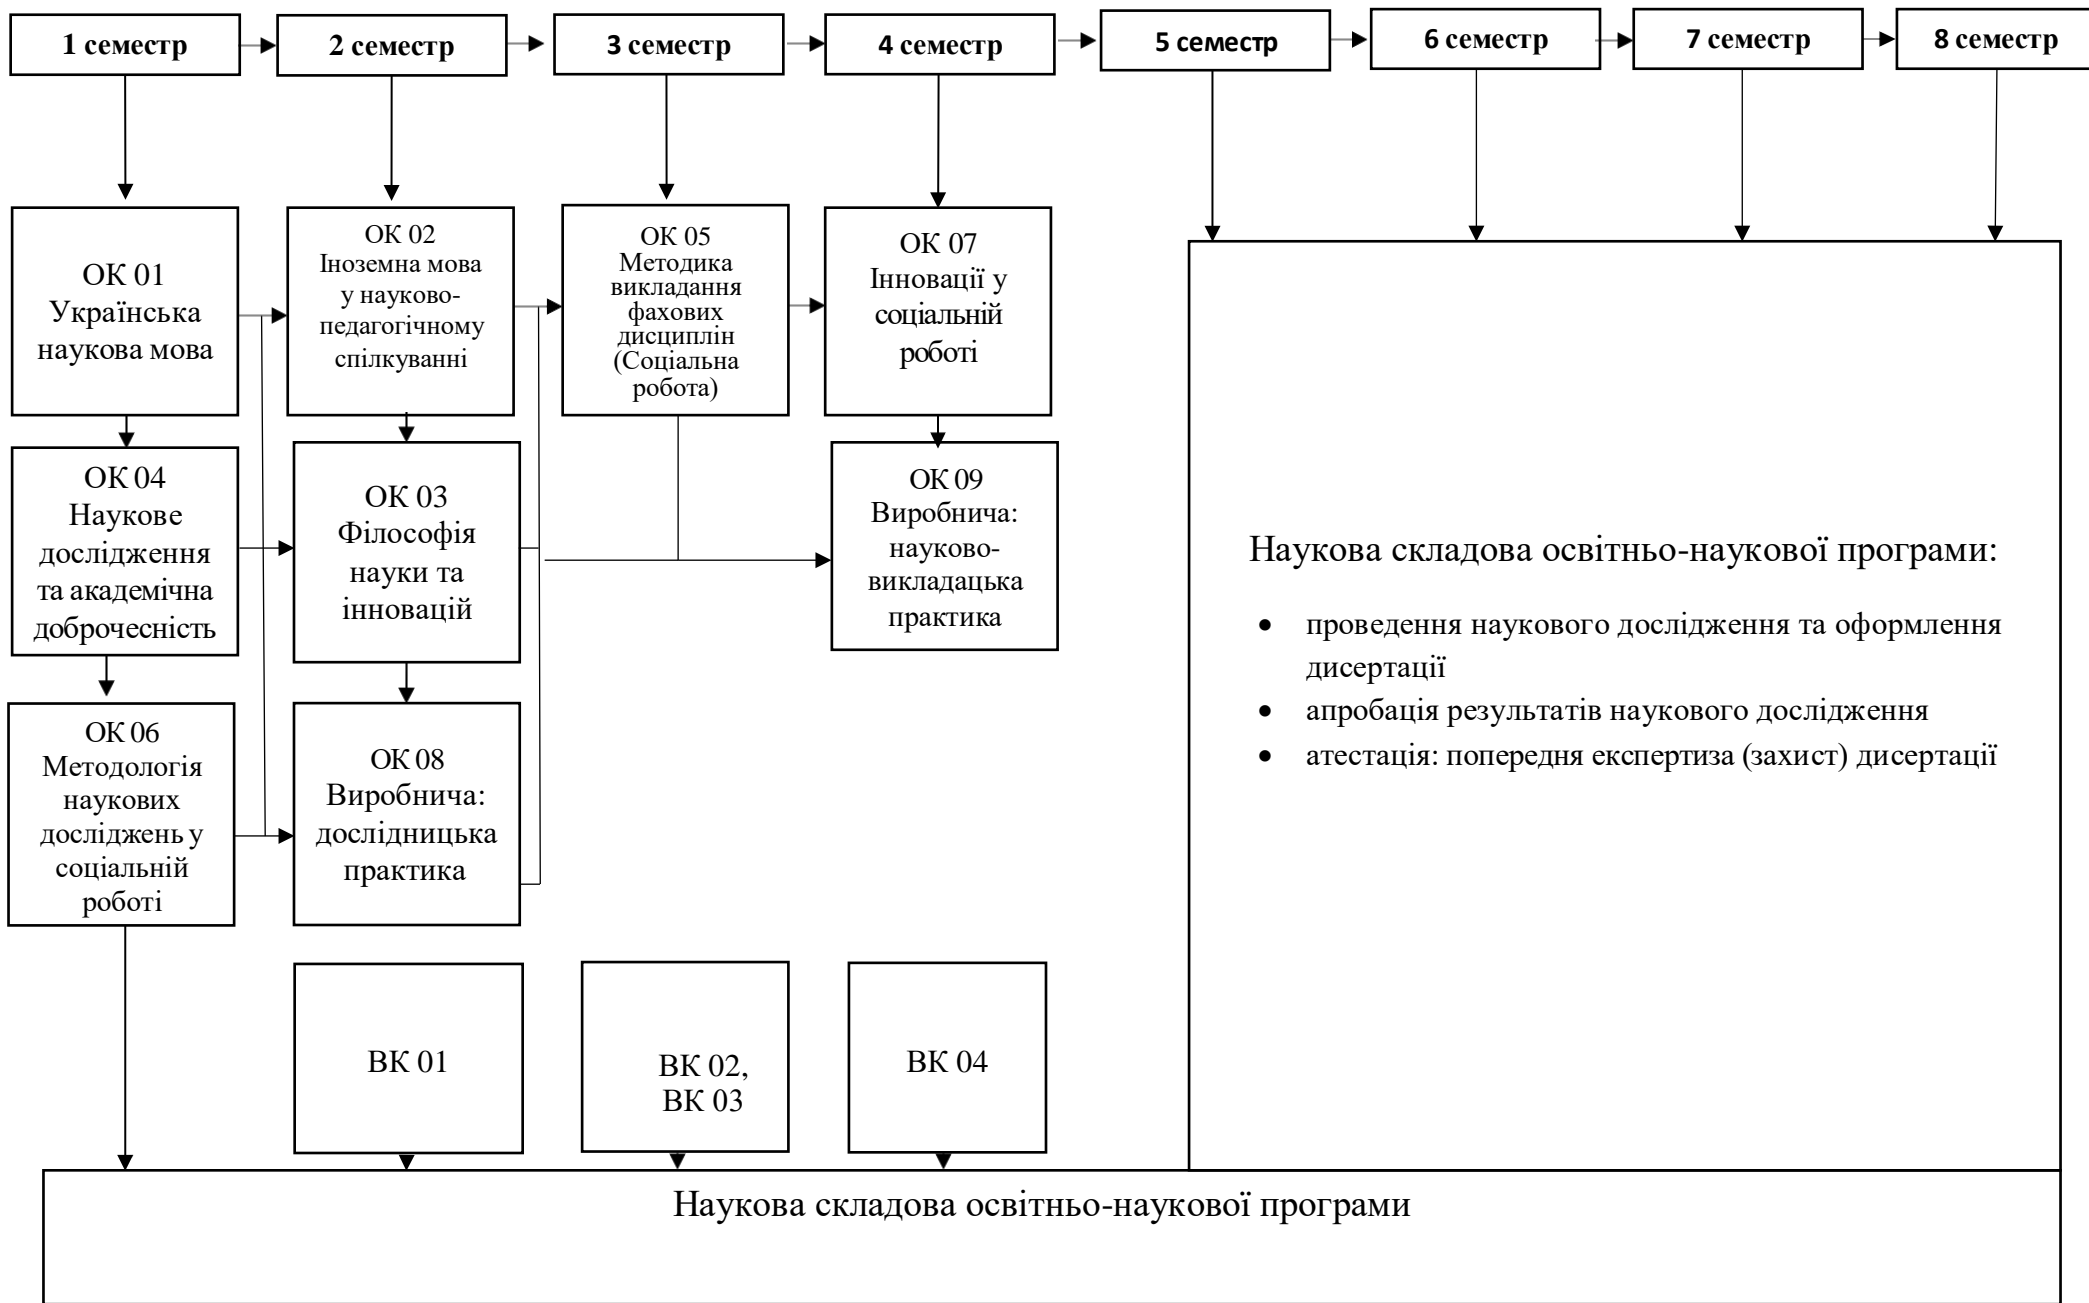 1 семестр
2 семестр
3 семестр
4 семестр
5 семестр
6 семестр
7 семестр
8 семестр
ОК 01
Українська
наукова мова
ОК 02
Іноземна мова
у науково-
педагогічному
спілкуванні
ОК 05
Методика
викладання
фахових
дисциплін
(Соціальна
робота)
ОК 07
Інновації у
соціальній
роботі
ОК 04
Наукове
дослідження
та академічна
доброчесність
ОК 03
Філософія
науки та
інновацій
ОК 09
Виробнича:
науково-
викладацька
практика
ОК 06
Методологія
наукових
досліджень у
соціальній
роботі
ОК 08
Виробнича:
дослідницька
практика
Наукова складова освітньо-наукової програми:
• проведення наукового дослідження та оформлення
дисертації
• апробація результатів наукового дослідження
• атестація: попередня експертиза (захист) дисертації
ВК 01
ВК 02,
ВК 03
ВК 04
Наукова складова освітньо-наукової програми